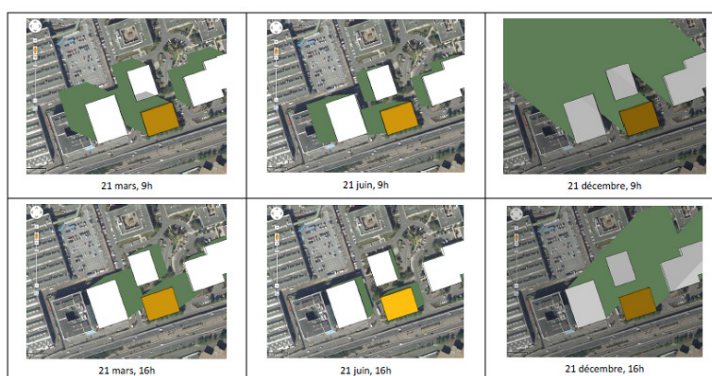 21 mars, 9h
21 juin, 9h
21 décembre, 9h
21 mars, 16h
21 juin, 16h
21 décembre, 16h